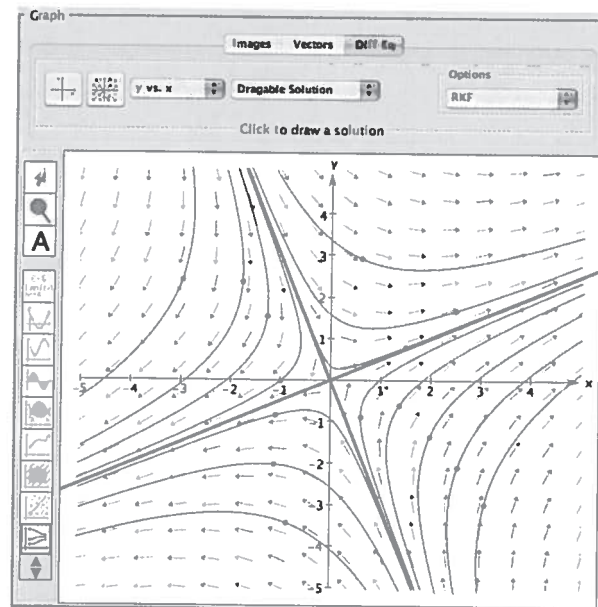 Graph
Images Vectors Diff Eq
Options
y vs. x Dragable Solution RKF
Click to draw a solution
A
y
4
3
2
1
-5 -4 -3 -2 -1 1 2 3 4 x
-1
-2
-3
-4
-5